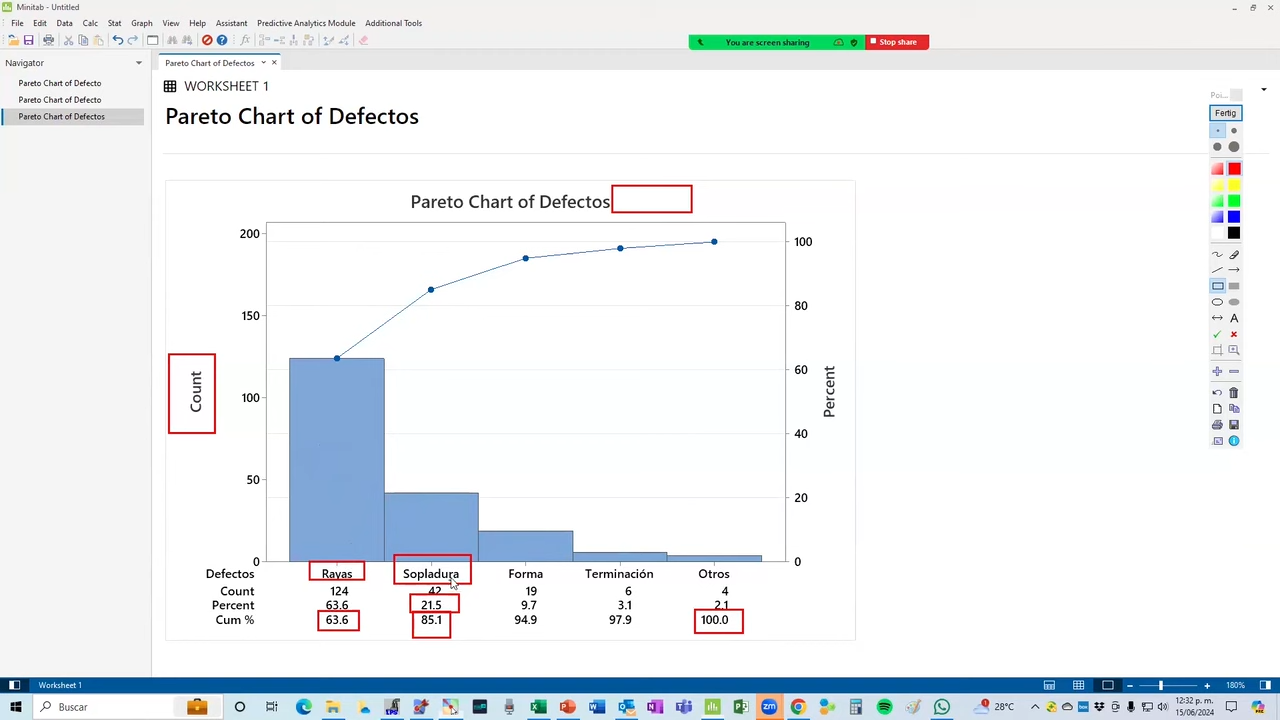 Minitab - Untitled
File Edit Data Calc Stat Graph View Help Assistant Predictive Analytics Module Additional Tools
You are screen sharing Stop share
Navigator
Pareto Chart of Defecto
Pareto Chart of Defecto
Pareto Chart of Defectos
Pareto Chart of Defectos
WORKSHEET 1
Pareto Chart of Defectos
Poi...
Fertig
Pareto Chart of Defectos
200
150
100
50
0
Count
100
80
60
40
20
0
Percent
Defectos Rayas Sopladura Forma Terminación Otros
Count 124 42 19 6 4
Percent 63.6 21.5 9.7 3.1 2.1
Cum % 63.6 85.1 94.9 97.9 100.0
Worksheet 1
180%
Buscar
28°C
12:32 p. m.
15/06/2024